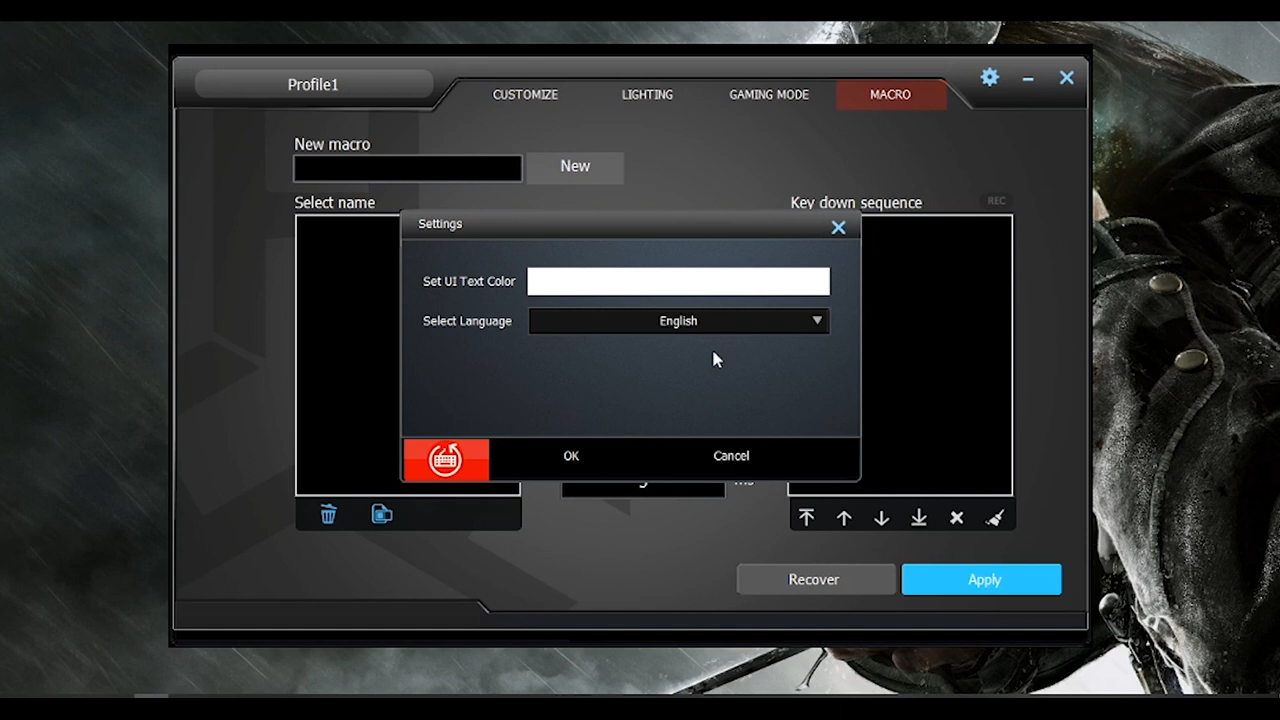 Profile1
CUSTOMIZE
LIGHTING
GAMING MODE
MACRO
New macro
New
Select name
Key down sequence
REC
Settings
Set UI Text Color
Select Language
English
OK
Cancel
Recover
Apply